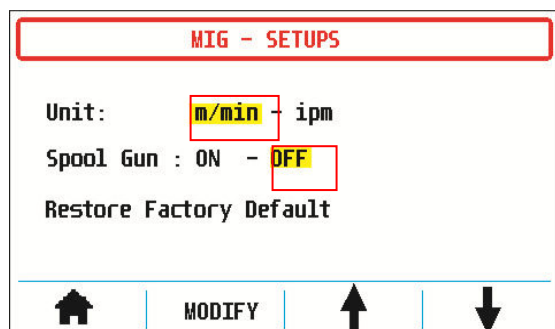 MIG - SETUPS
Unit: m/min - ipm
Spool Gun : ON - OFF
Restore Factory Default
MODIFY